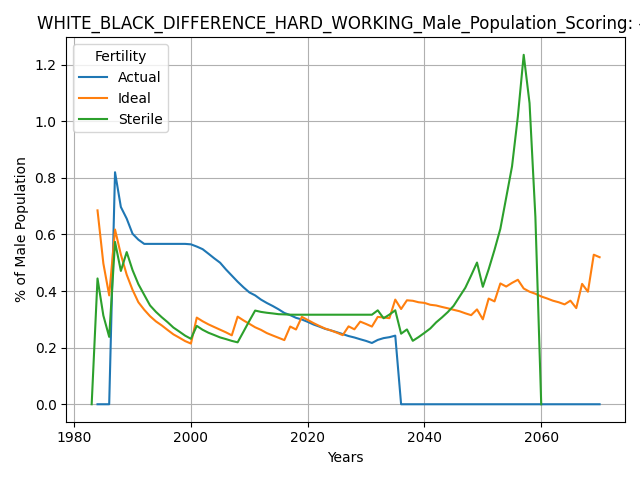 WHITE_BLACK_DIFFERENCE_HARD_WORKING_Male_Population_Scoring:
Fertility
Actual
Ideal
Sterile
% of Male Population
1.2
1.0
0.8
0.6
0.4
0.2
0.0
1980
2000
2020
2040
2060
Years